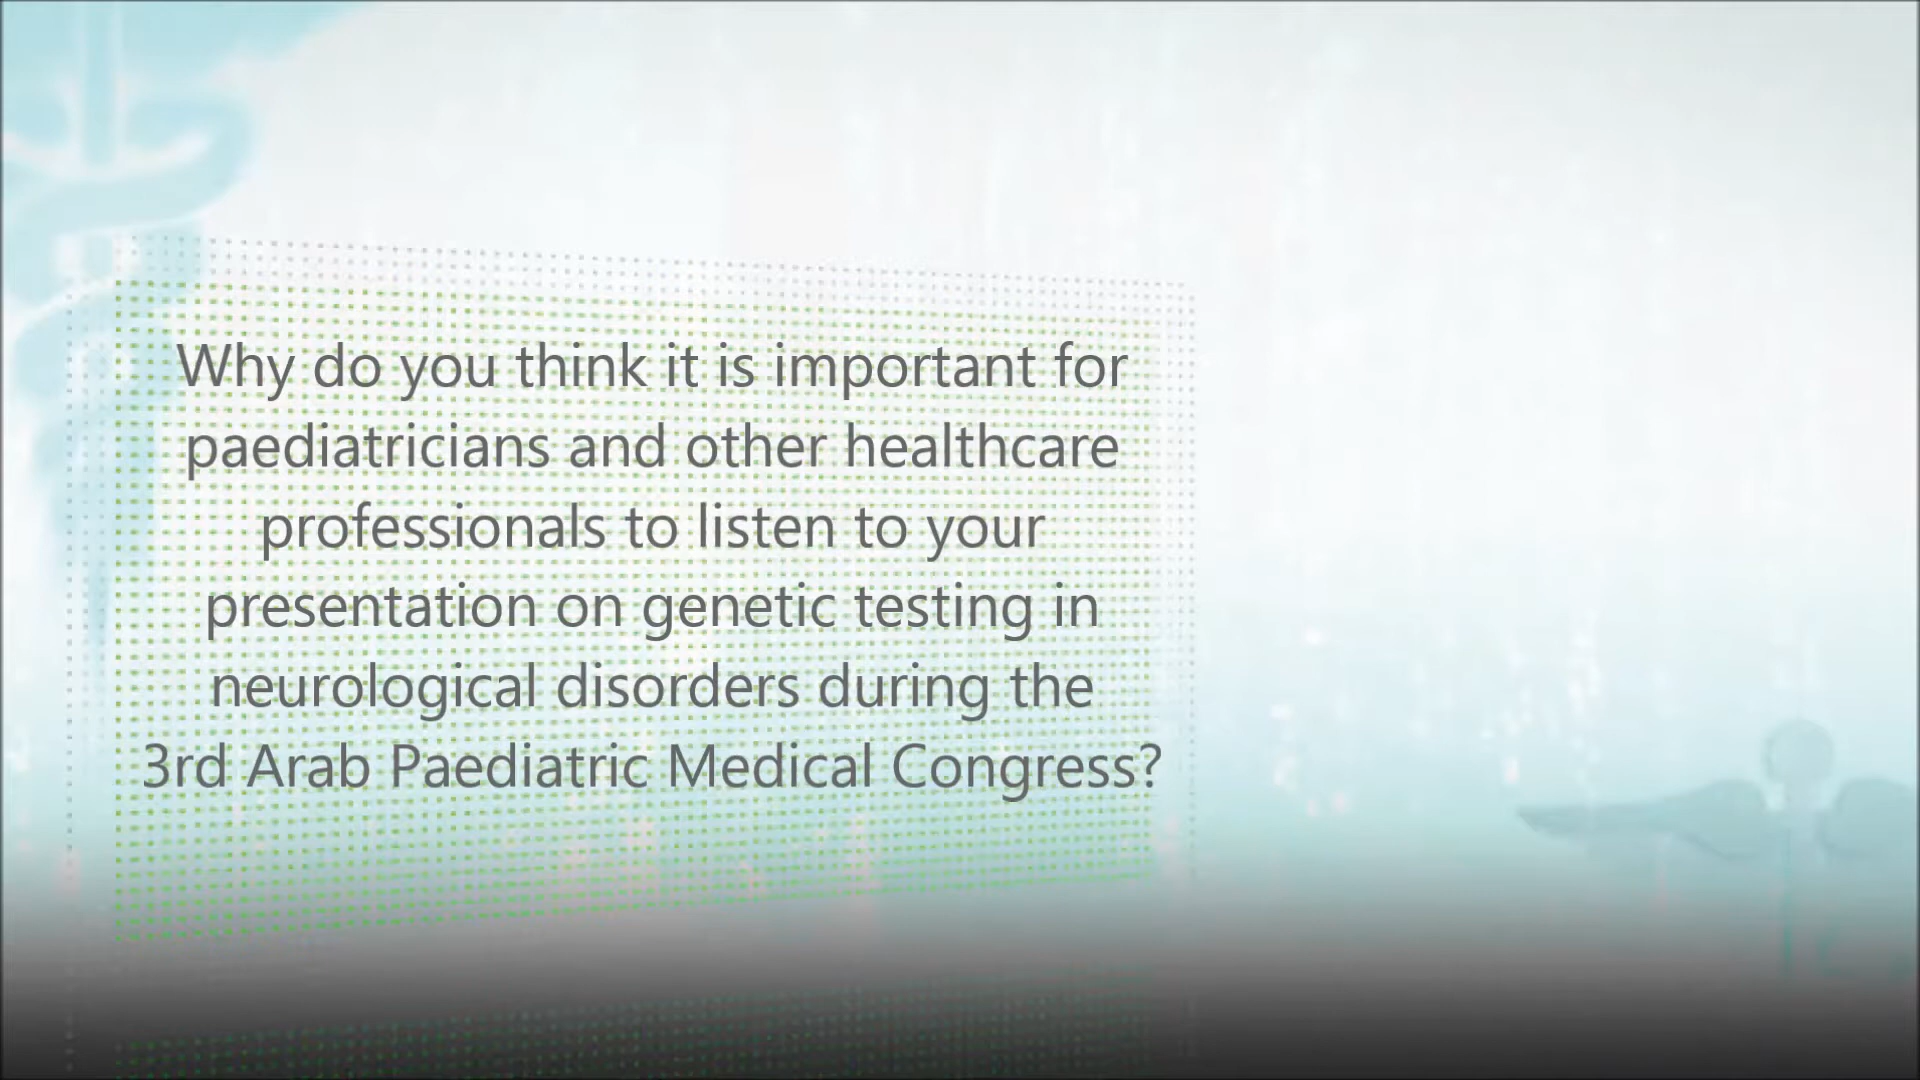 Why do you think it is important for
paediatricians and other healthcare
professionals to listen to your
presentation on genetic testing in
neurological disorders during the
3rd Arab Paediatric Medical Congress?